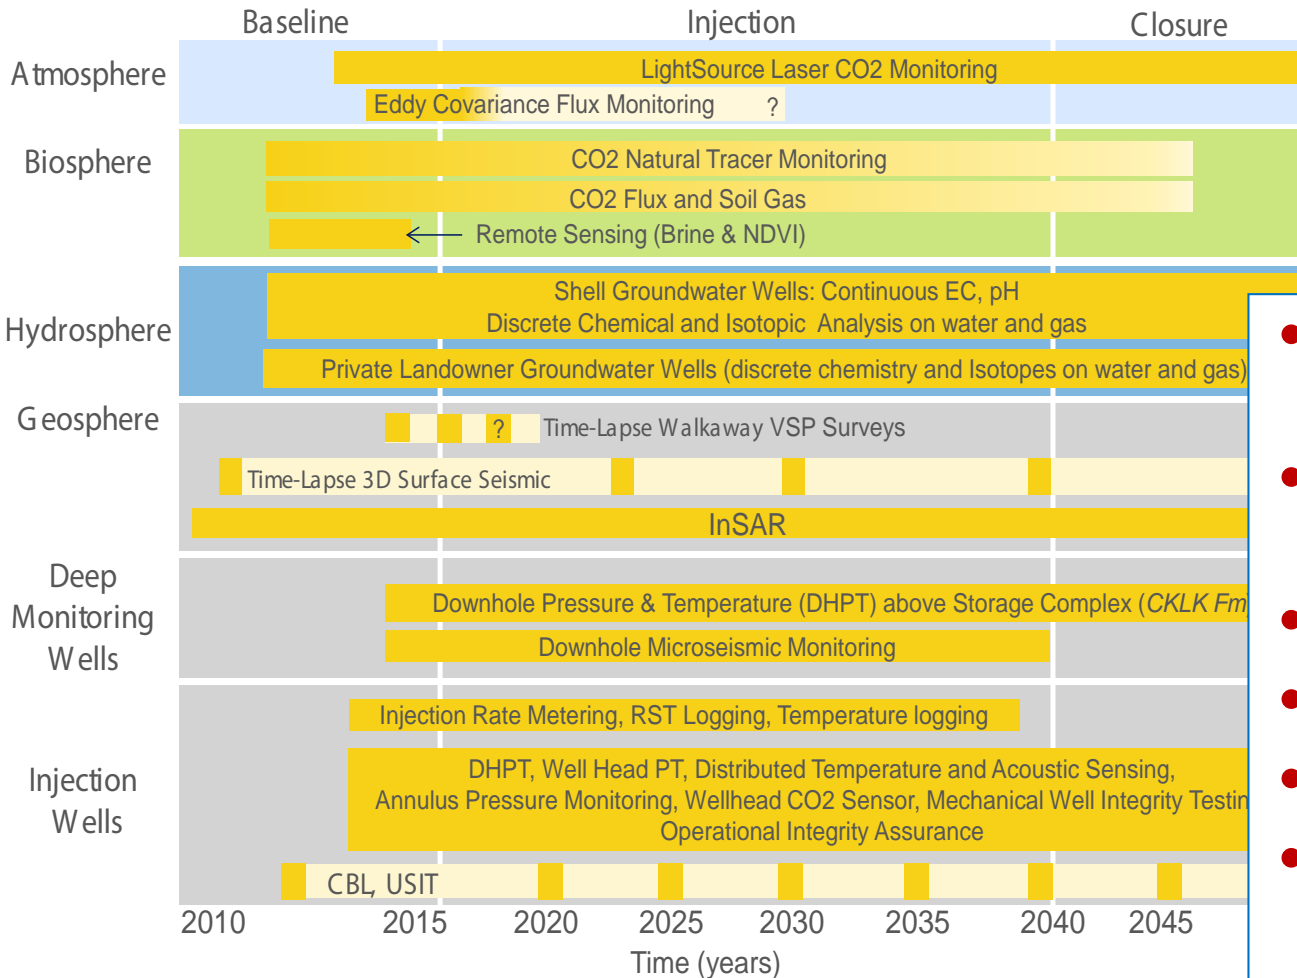 Baseline Injection Closure
Atmosphere
LightSource Laser CO2 Monitoring
Eddy Covariance Flux Monitoring ?
Biosphere
CO2 Natural Tracer Monitoring
CO2 Flux and Soil Gas
Remote Sensing (Brine & NDVI)
Hydrosphere
Shell Groundwater Wells: Continuous EC, pH
Discrete Chemical and Isotopic Analysis on water and gas
Private Landowner Groundwater Wells (discrete chemistry and Isotopes on water and gas)
Geosphere
? Time-Lapse Walkaway VSP Surveys
Time-Lapse 3D Surface Seismic
InSAR
Deep
Monitoring
Wells
Downhole Pressure & Temperature (DHPT) above Storage Complex (CKLK Fm)
Downhole Microseismic Monitoring
Injection
Wells
Injection Rate Metering, RST Logging, Temperature logging
DHPT, Well Head PT, Distributed Temperature and Acoustic Sensing,
Annulus Pressure Monitoring, Wellhead CO2 Sensor, Mechanical Well Integrity Testin
Operational Integrity Assurance
CBL, USIT
2010 2015 2020 2025 2030 2035 2040 2045
Time (years)